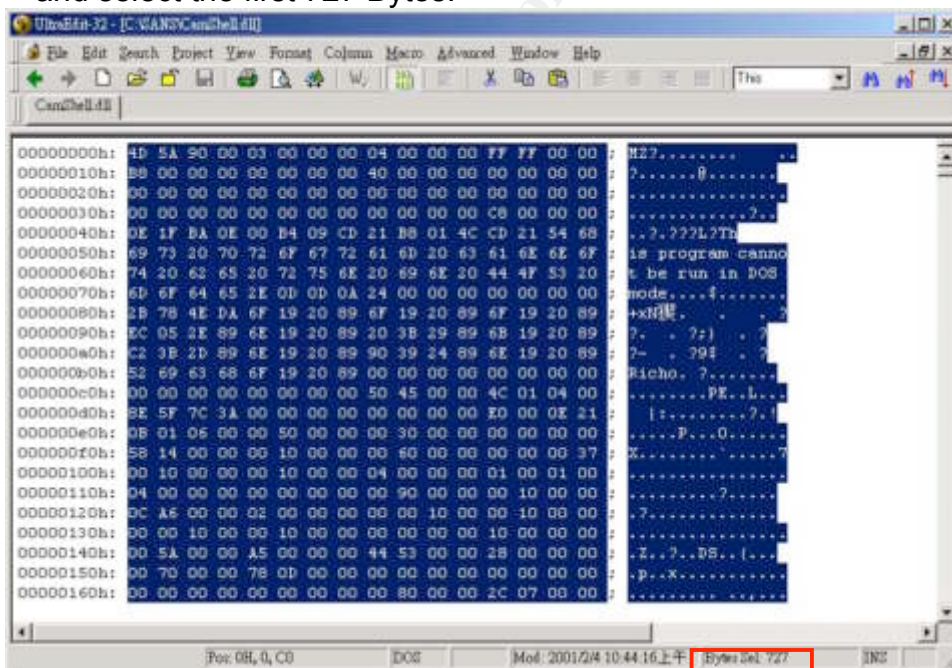 and select the first 727 Bytes.
UltraEdit-32 - [C:\SANS\CamShell.dll]
File Edit Search Project View Format Column Macro Advanced Window Help
This
CamShell.dll
00000000h: 4D 5A 90 00 03 00 00 00 04 00 00 00 FF FF 00 00 ; MZ?........ ..
00000010h: B8 00 00 00 00 00 00 00 40 00 00 00 00 00 00 00 ; ?.......@.......
00000020h: 00 00 00 00 00 00 00 00 00 00 00 00 00 00 00 00 ; ................
00000030h: 00 00 00 00 00 00 00 00 00 00 00 00 C8 00 00 00 ; ............?...
00000040h: 0E 1F BA 0E 00 B4 09 CD 21 B8 01 4C CD 21 54 68 ; ..?.???L?Th
00000050h: 69 73 20 70 72 6F 67 72 61 6D 20 63 61 6E 6E 6F ; is program canno
00000060h: 74 20 62 65 20 72 75 6E 20 69 6E 20 44 4F 53 20 ; t be run in DOS
00000070h: 6D 6F 64 65 2E 0D 0D 0A 24 00 00 00 00 00 00 00 ; mode....$.......
00000080h: 2B 78 4E DA 6F 19 20 89 6F 19 20 89 6F 19 20 89 ; +xN . . . ?
00000090h: EC 05 2E 89 6E 19 20 89 3B 29 89 6B 19 20 89 ; ?. . ?;) . ?
000000a0h: C2 3B 2D 89 6E 19 20 89 90 39 24 89 6E 19 20 89 ; ?- . ?9$ . ?
000000b0h: 52 69 63 68 6F 19 20 89 00 00 00 00 00 00 00 00 ; Richo. ?........
000000c0h: 00 00 00 00 00 00 00 00 50 45 00 00 4C 01 04 00 ; ........PE..L...
000000d0h: 8E 5F 7C 3A 00 00 00 00 00 00 00 00 E0 00 0E 21 ; |:........?.!
000000e0h: 0B 01 06 00 00 50 00 00 00 30 00 00 00 00 00 00 ; .....P...0......
000000f0h: 58 14 00 00 00 10 00 00 00 60 00 00 00 00 00 37 ; X........`.....7
00000100h: 00 10 00 00 00 10 00 00 04 00 00 00 01 00 01 00 ; ................
00000110h: 04 00 00 00 00 00 00 00 00 90 00 00 00 10 00 00 ; .........?......
00000120h: DC A6 00 00 02 00 00 00 00 00 10 00 00 10 00 00 ; .?..............
00000130h: 00 00 10 00 00 10 00 00 00 00 00 00 10 00 00 00 ; ................
00000140h: 00 5A 00 00 A5 00 00 00 44 53 00 00 28 00 00 00 ; .Z..?...DS..(...
00000150h: 00 70 00 00 78 0D 00 00 00 00 00 00 00 00 00 00 ; .p..x...........
00000160h: 00 00 00 00 00 00 00 00 00 80 00 00 2C 07 00 00 ; ......... ..,...
Pos: 0H, 0, C0 DOS Mod: 2001/2/4 10:44:16上午 Bytes Sel: 727 INS